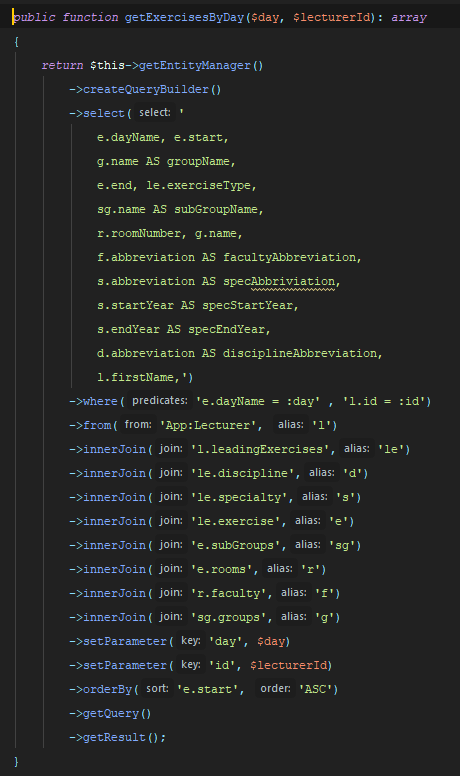 public function getExercisesByDay($day, $lecturerId): array
{
return $this->getEntityManager()
->createQueryBuilder()
->select( select: '
e.dayName, e.start,
g.name AS groupName,
e.end, le.exerciseType,
sg.name AS subGroupName,
r.roomNumber, g.name,
f.abbreviation AS facultyAbbreviation,
s.abbreviation AS specAbbriviation,
s.startYear AS specStartYear,
s.endYear AS specEndYear,
d.abbreviation AS disciplineAbbreviation,
l.firstName,')
->where( predicates: 'e.dayName = :day' , 'l.id = :id')
->from( from: 'App:Lecturer', alias: 'l')
->innerJoin( join: 'l.leadingExercises', alias: 'le')
->innerJoin( join: 'le.discipline', alias: 'd')
->innerJoin( join: 'le.specialty', alias: 's')
->innerJoin( join: 'le.exercise', alias: 'e')
->innerJoin( join: 'e.subGroups', alias: 'sg')
->innerJoin( join: 'e.rooms', alias: 'r')
->innerJoin( join: 'r.faculty', alias: 'f')
->innerJoin( join: 'sg.groups', alias: 'g')
->setParameter( key: 'day', $day)
->setParameter( key: 'id', $lecturerId)
->orderBy( sort: 'e.start', order: 'ASC')
->getQuery()
->getResult();
}